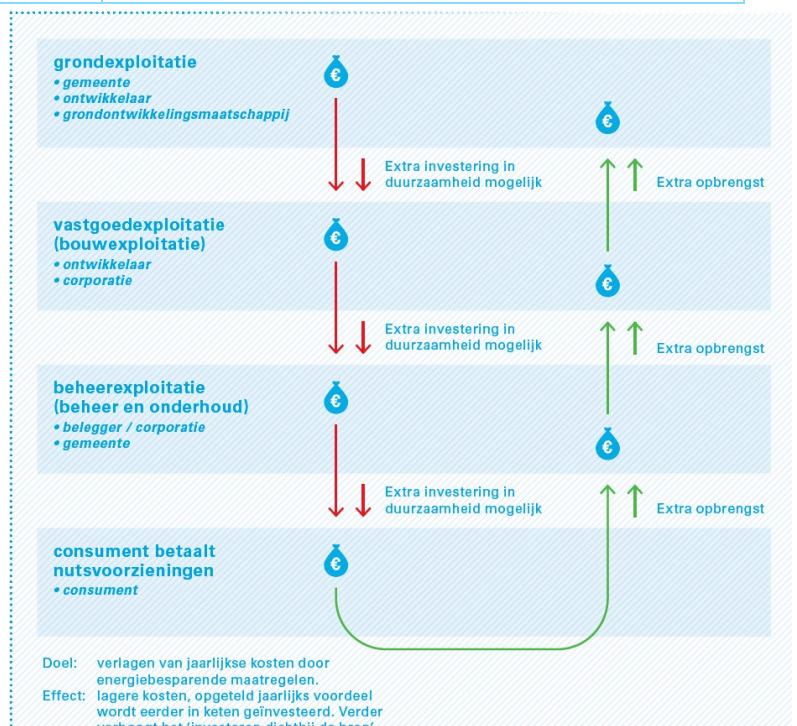 grondexploitatie
• gemeente
• ontwikkelaar
• grondontwikkelingsmaatschappij
€
€
Extra investering in
duurzaamheid mogelijk
Extra opbrengst
vastgoedexploitatie
(bouwexploitatie)
• ontwikkelaar
• corporatie
€
€
Extra investering in
duurzaamheid mogelijk
Extra opbrengst
beheerexploitatie
(beheer en onderhoud)
• belegger / corporatie
• gemeente
€
€
Extra investering in
duurzaamheid mogelijk
Extra opbrengst
consument betaalt
nutsvoorzieningen
• consument
€
Doel: verlagen van jaarlijkse kosten door
energiebesparende maatregelen.
Effect: lagere kosten, opgeteld jaarlijks voordeel
wordt eerder in keten geïnvesteerd. Verder